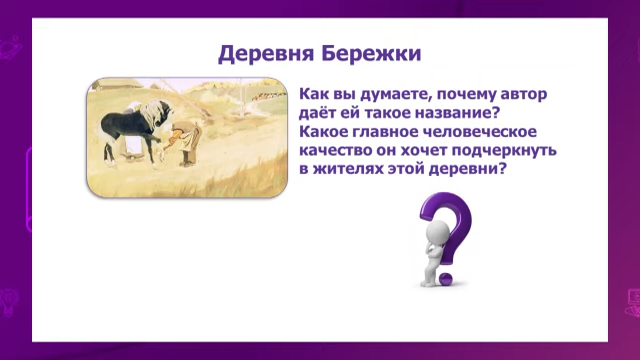 Деревня Бережки
Как вы думаете, почему автор
даёт ей такое название?
Какое главное человеческое
качество он хочет подчеркнуть
в жителях этой деревни?